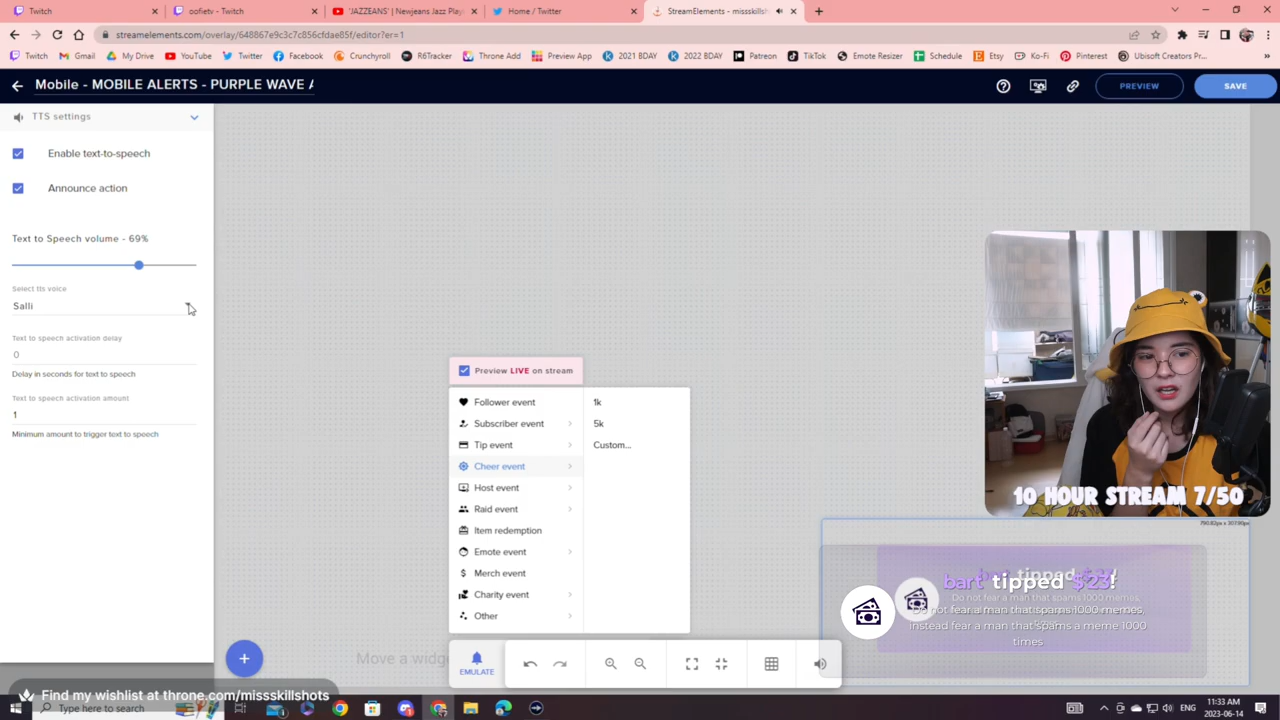 Twitch
oofietv - Twitch
'JAZZEANS' | Newjeans Jazz Play
Home / Twitter
StreamElements - missskillsh
streamelements.com/overlay/648867e9c3c7c856cfdae85f/editor?er=1
Twitch
Gmail
My Drive
YouTube
Twitter
Facebook
Crunchyroll
R6Tracker
Throne Add
Preview App
2021 BDAY
2022 BDAY
Patreon
TikTok
Emote Resizer
Schedule
Etsy
Ko-Fi
Pinterest
Ubisoft Creators Pr...
Mobile - MOBILE ALERTS - PURPLE WAVE A
PREVIEW
SAVE
TTS settings
Enable text-to-speech
Announce action
Text to Speech volume - 69%
Select tts voice
Salli
Text to speech activation delay
0
Delay in seconds for text to speech
Text to speech activation amount
1
Minimum amount to trigger text to speech
Preview LIVE on stream
Follower event
Subscriber event
Tip event
Cheer event
Host event
Raid event
Item redemption
Emote event
Merch event
Charity event
Other
1k
5k
Custom...
10 HOUR STREAM 7/50
bart tipped $23!
Do not fear a man that spams 1000 memes,
instead fear a man that spams a meme 1000
times
Move a widg
EMULATE
Find my wishlist at throne.com/missskillshots
Type here to search
ENG
11:33 AM
2023-06-14